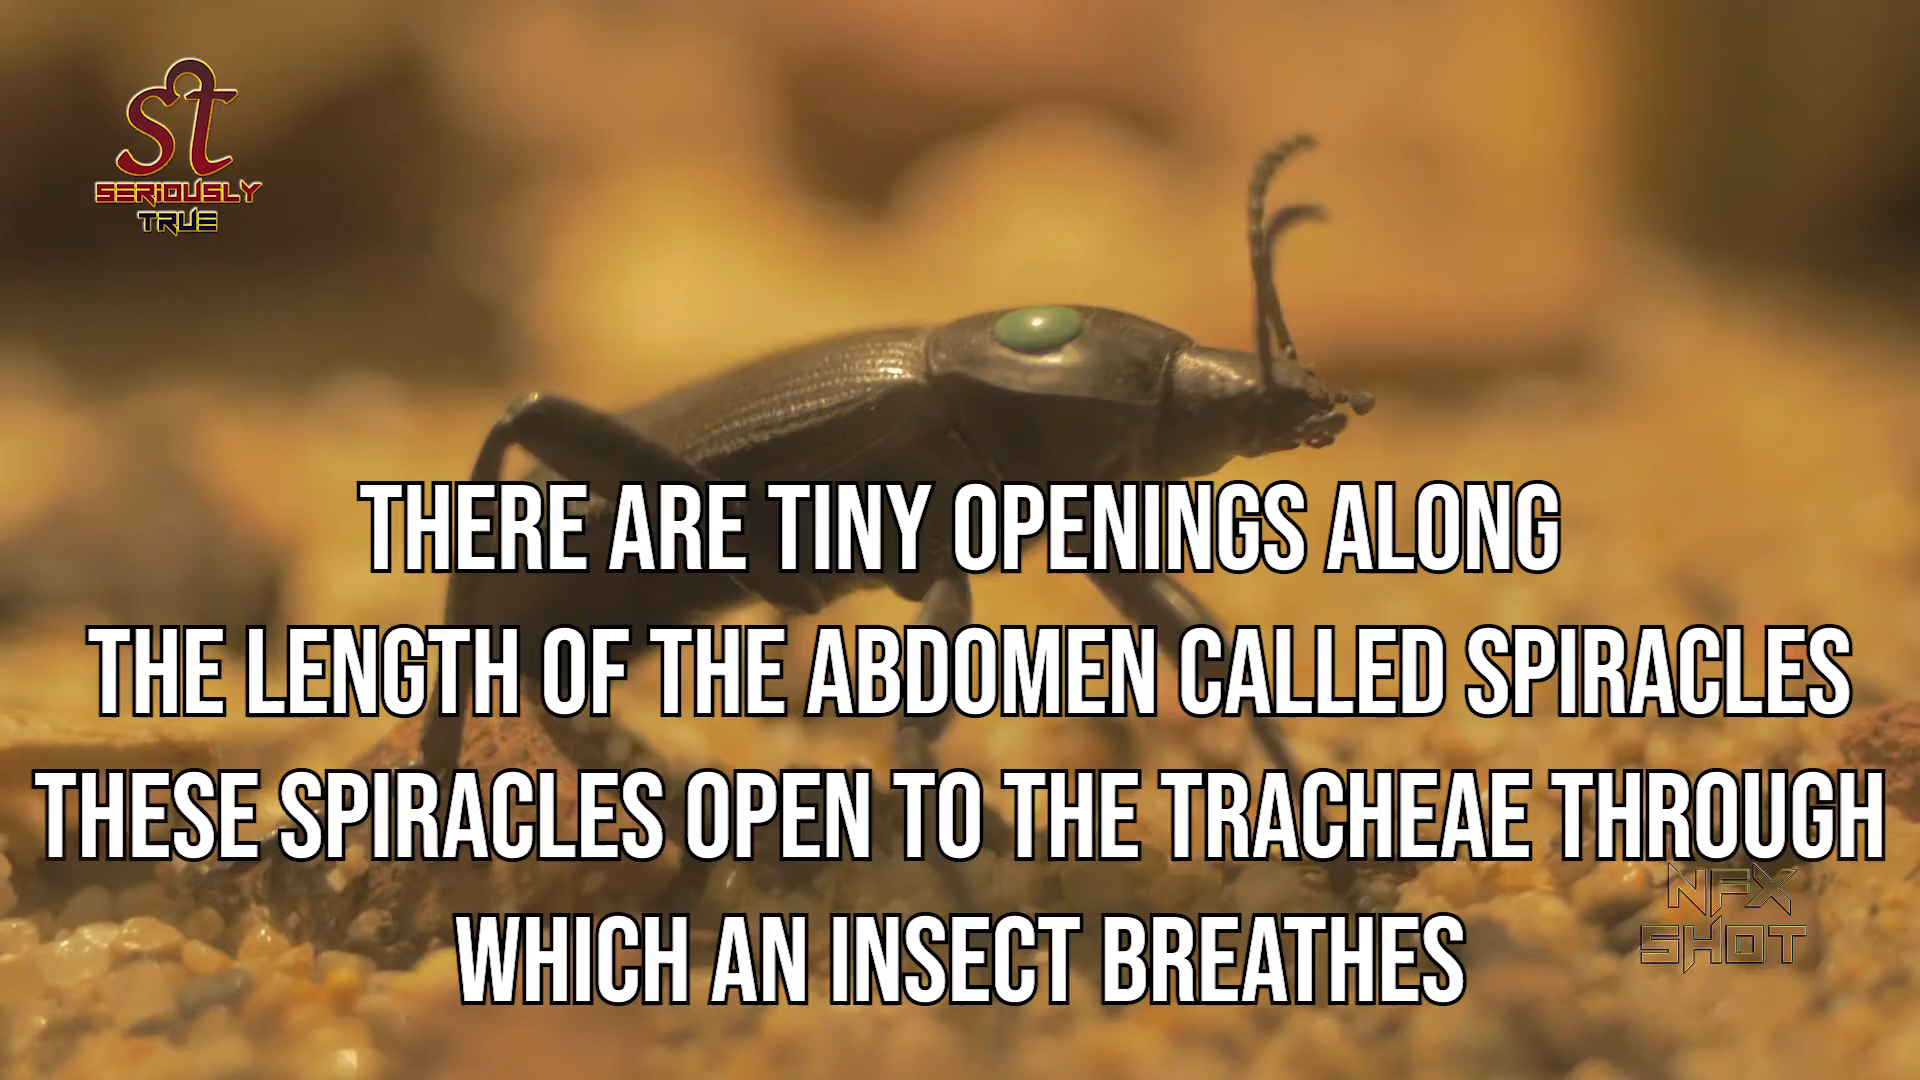 st
SERIOUSLY
TRUE
THERE ARE TINY OPENINGS ALONG
THE LENGTH OF THE ABDOMEN CALLED SPIRACLES
THESE SPIRACLES OPEN TO THE TRACHEAE THROUGH
WHICH AN INSECT BREATHES
NFX
SHOT